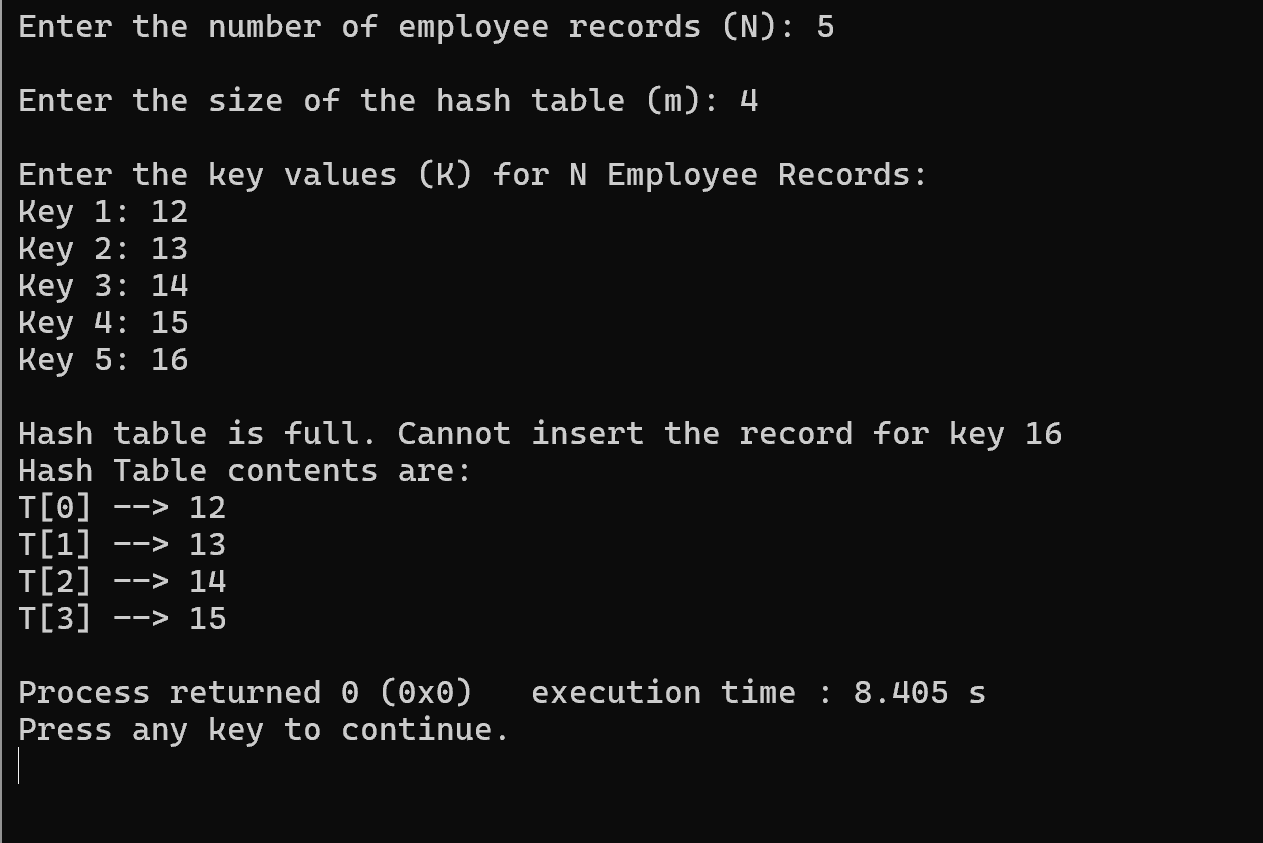 Enter the number of employee records (N): 5
Enter the size of the hash table (m): 4
Enter the key values (K) for N Employee Records:
Key 1: 12
Key 2: 13
Key 3: 14
Key 4: 15
Key 5: 16
Hash table is full. Cannot insert the record for key 16
Hash Table contents are:
T[0] --> 12
T[1] --> 13
T[2] --> 14
T[3] --> 15
Process returned 0 (0x0)   execution time : 8.405 s
Press any key to continue.